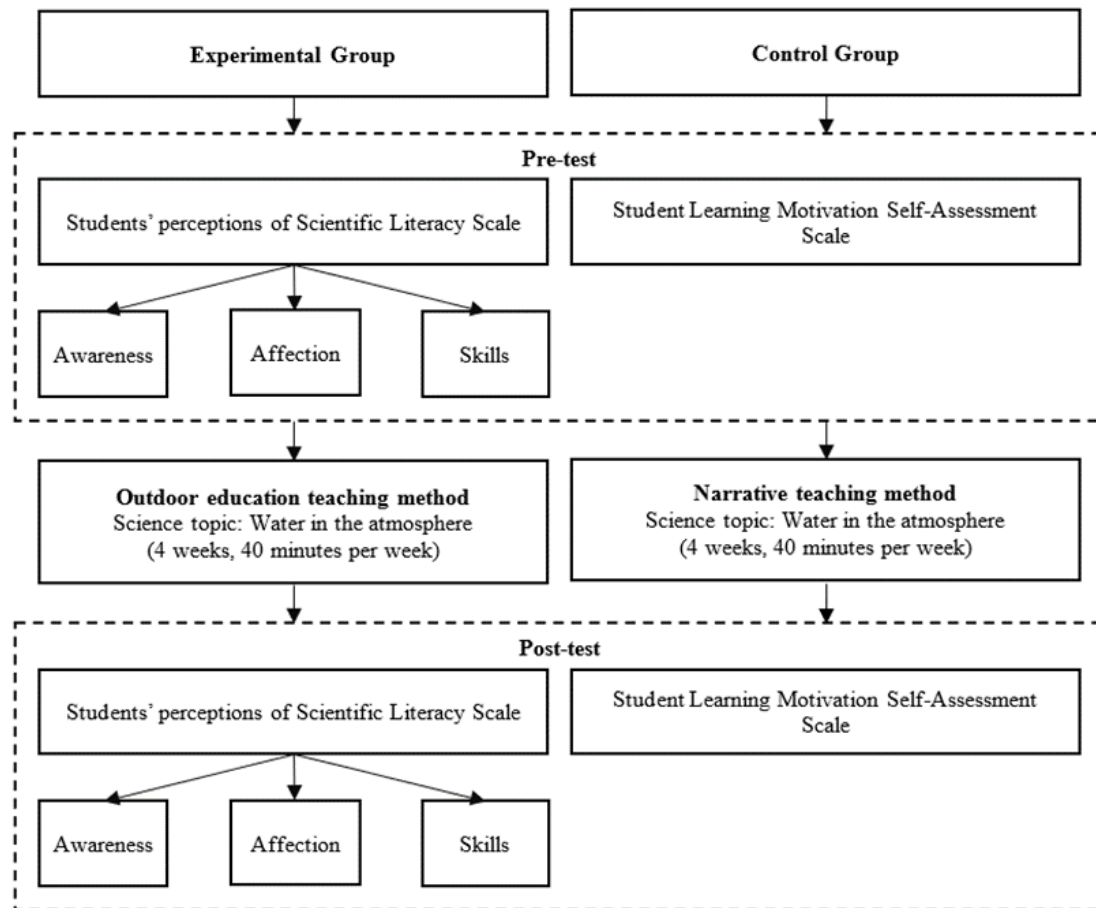 Experimental Group
Control Group
Pre-test
Students’ perceptions of Scientific Literacy Scale
Student Learning Motivation Self-Assessment
Scale
Awareness
Affection
Skills
Outdoor education teaching method
Science topic: Water in the atmosphere
(4 weeks, 40 minutes per week)
Narrative teaching method
Science topic: Water in the atmosphere
(4 weeks, 40 minutes per week)
Post-test
Students’ perceptions of Scientific Literacy Scale
Student Learning Motivation Self-Assessment
Scale
Awareness
Affection
Skills